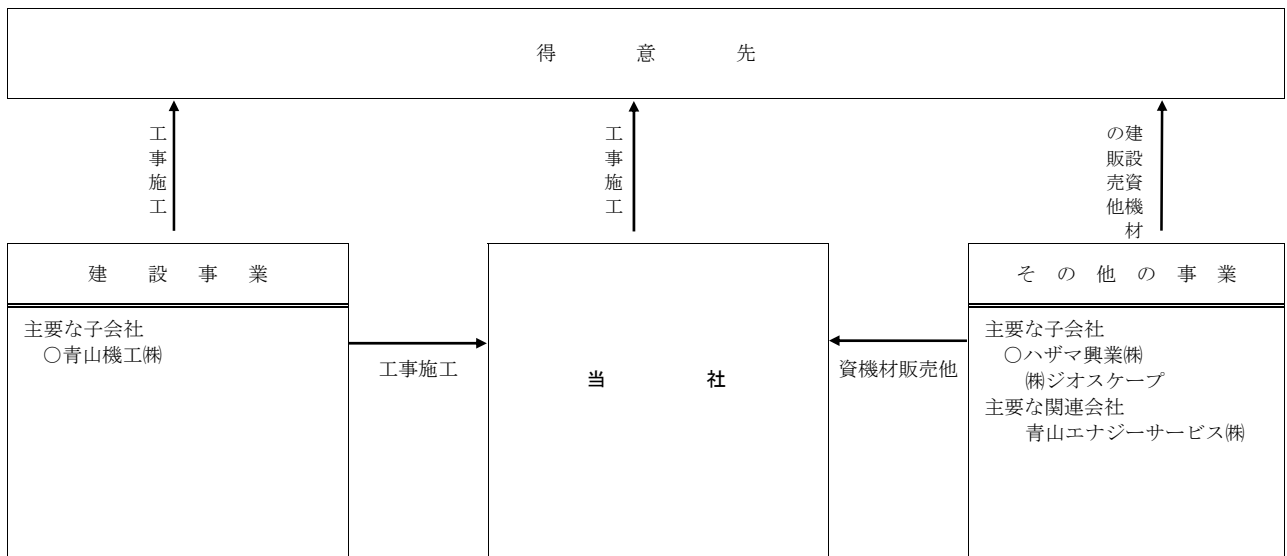 得意先
工事施工
工事施工
建設資機材
の販売他
建設事業
その他の事業
主要な子会社
○青山機工㈱
工事施工
当社
資機材販売他
主要な子会社
○ハザマ興業㈱
㈱ジオスケープ
主要な関連会社
青山エナジーサービス㈱